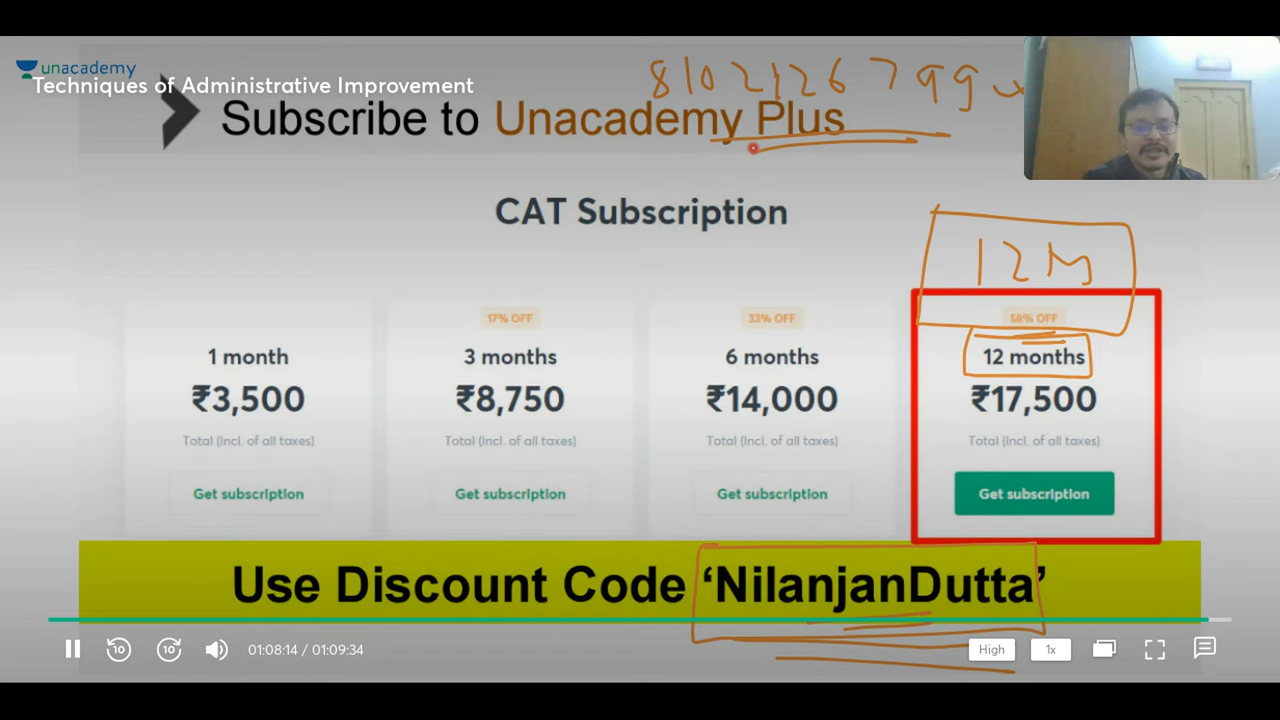 unacademy
Techniques of Administrative Improvement
8102126799
Subscribe to Unacademy Plus
CAT Subscription
12M
17% OFF
33% OFF
58% OFF
1 month
3 months
6 months
12 months
₹3,500
₹8,750
₹14,000
₹17,500
Total (Incl. of all taxes)
Total (Incl. of all taxes)
Total (Incl. of all taxes)
Total (Incl. of all taxes)
Get subscription
Get subscription
Get subscription
Get subscription
Use Discount Code ‘NilanjanDutta’
10
10
01:08:14 / 01:09:34
High
1x